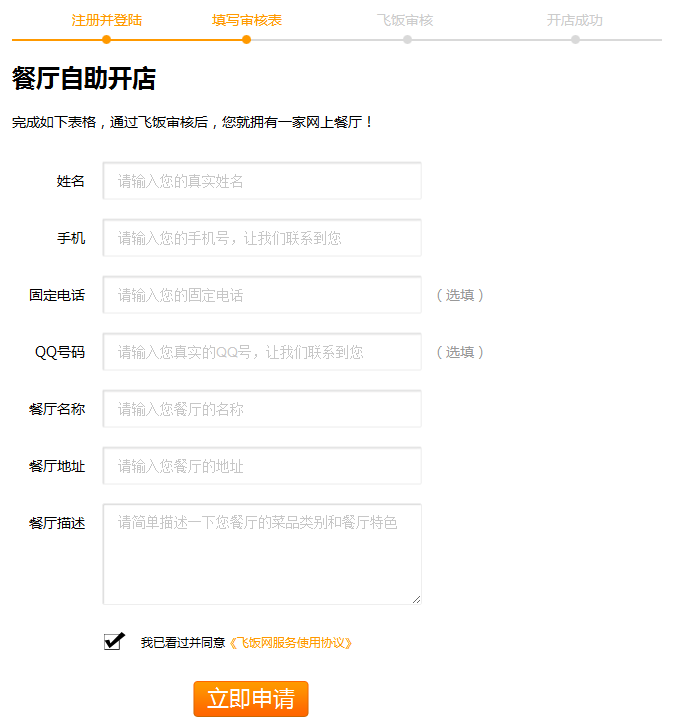 注册并登陆 填写审核表 飞饭审核 开店成功
餐厅自助开店
完成如下表格，通过飞饭审核后，您就拥有一家网上餐厅！
姓名 请输入您的真实姓名
手机 请输入您的手机号，让我们联系到您
固定电话 请输入您的固定电话 （选填）
QQ号码 请输入您真实的QQ号，让我们联系到您 （选填）
餐厅名称 请输入您餐厅的名称
餐厅地址 请输入您餐厅的地址
餐厅描述 请简单描述一下您餐厅的菜品类别和餐厅特色
我已看过并同意《飞饭网服务使用协议》
立即申请